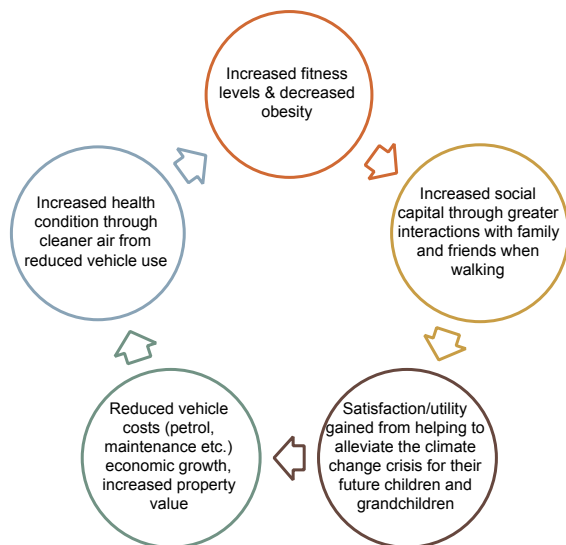 Increased fitness
levels & decreased
obesity
Increased social
capital through greater
interactions with family
and friends when
walking
Satisfaction/utility
gained from helping to
alleviate the climate
change crisis for their
future children and
grandchildren
Reduced vehicle
costs (petrol,
maintenance etc.)
economic growth,
increased property
value
Increased health
condition through
cleaner air from
reduced vehicle use